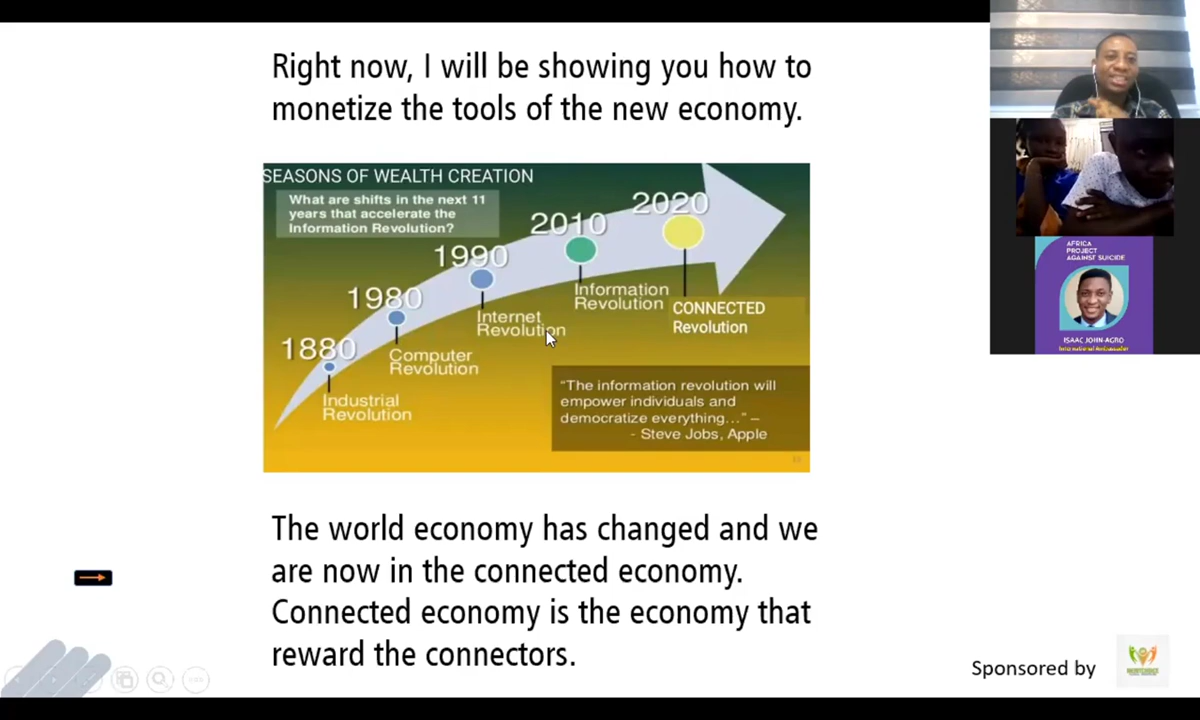 Right now, I will be showing you how to
monetize the tools of the new economy.
SEASONS OF WEALTH CREATION
What are shifts in the next 11
years that accelerate the
Information Revolution?
2020
2010
1990
1980
1880
Information
Revolution
CONNECTED
Revolution
Internet
Revolution
Computer
Revolution
Industrial
Revolution
“The information revolution will
empower individuals and
democratize everything…” –
- Steve Jobs, Apple
The world economy has changed and we
are now in the connected economy.
Connected economy is the economy that
reward the connectors.
Sponsored by
AFRICA
PROJECT
AGAINST SUICIDE
ISAAC JOHN-AGRO
International Ambassador